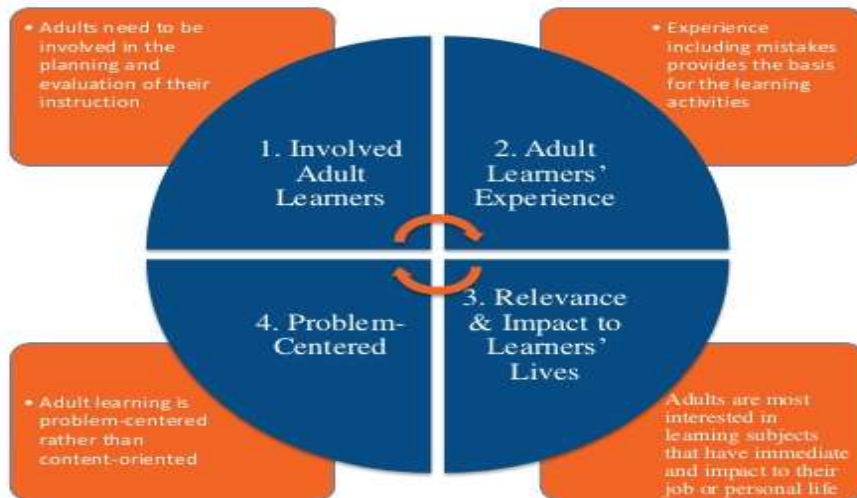 • Adults need to be
involved in the
planning and
evaluation of their
instruction
• Experience
including mistakes
provides the basis
for the learning
activities
1. Involved
Adult
Learners
2. Adult
Learners’
Experience
4. Problem-
Centered
3. Relevance
& Impact to
Learners’
Lives
• Adult learning is
problem-centered
rather than
content-oriented
Adults are most
interested in
learning subjects
that have immediate
and impact to their
job or personal life